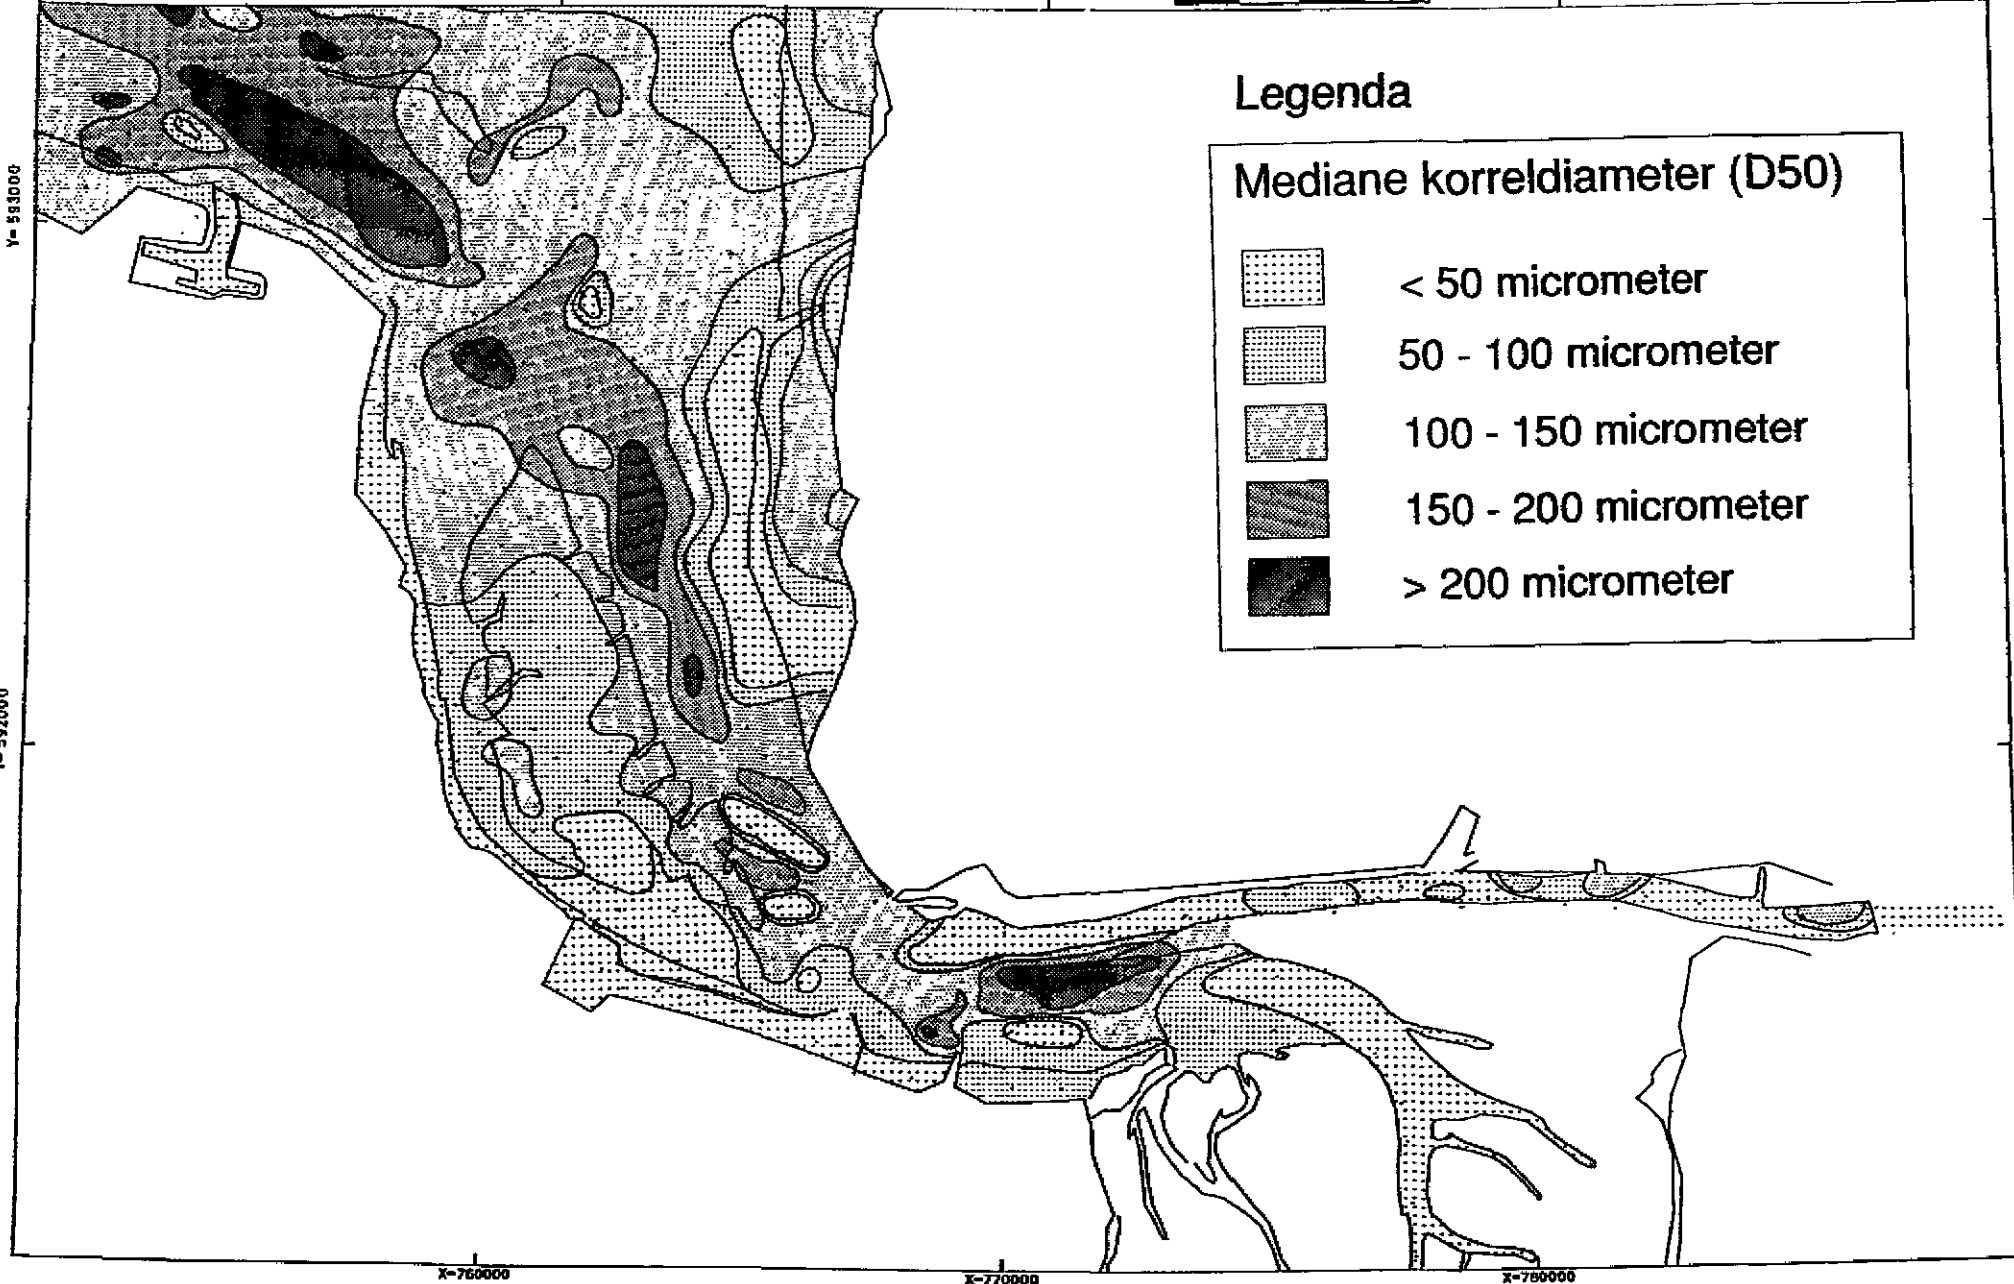 Legenda
Mediane korreldiameter (D50)
< 50 micrometer
50 - 100 micrometer
100 - 150 micrometer
150 - 200 micrometer
> 200 micrometer
Y= 593000
X=760000
X=770000
X=780000